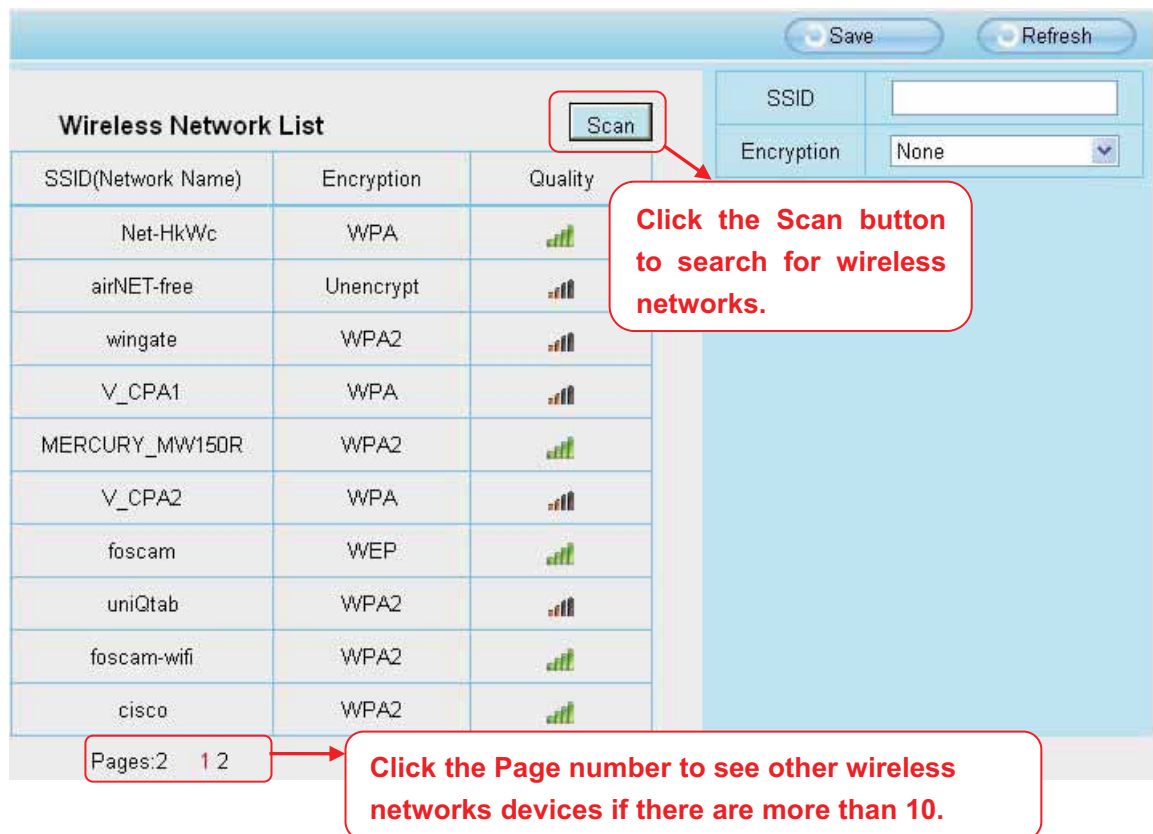 Save Refresh
Wireless Network List Scan
SSID
Encryption None
SSID(Network Name) Encryption Quality
Net-HkWc WPA
airNET-free Unencrypt
wingate WPA2
V_CPA1 WPA
MERCURY_MW150R WPA2
V_CPA2 WPA
foscam WEP
uniQtab WPA2
foscam-wifi WPA2
cisco WPA2
Pages:2 1 2
Click the Scan button
to search for wireless
networks.
Click the Page number to see other wireless
networks devices if there are more than 10.